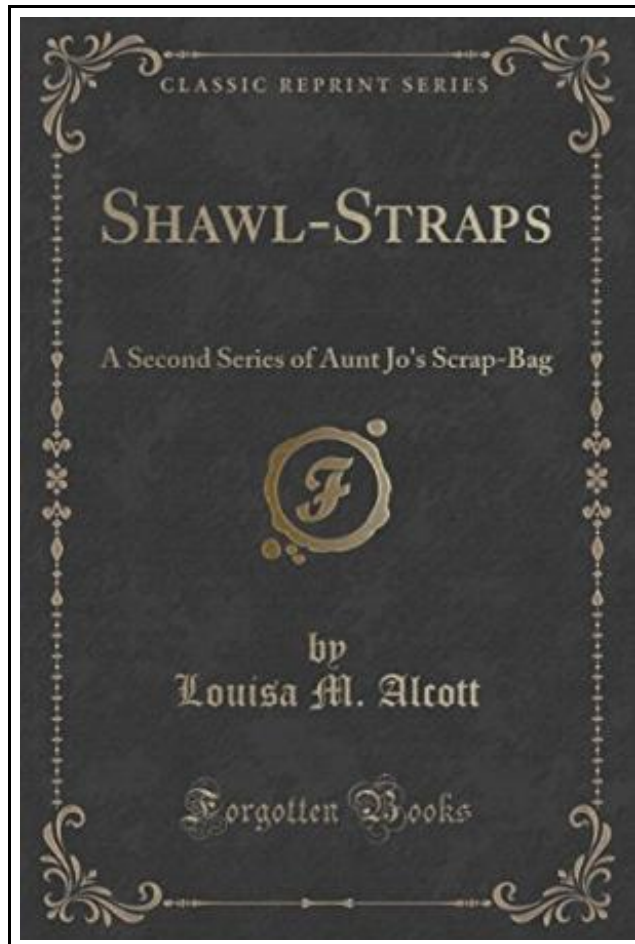 CLASSIC REPRINT SERIES
SHAWL-STRAPS
A Second Series of Aunt Jo's Scrap-Bag
F
by
Louisa M. Alcott
Forgotten Books